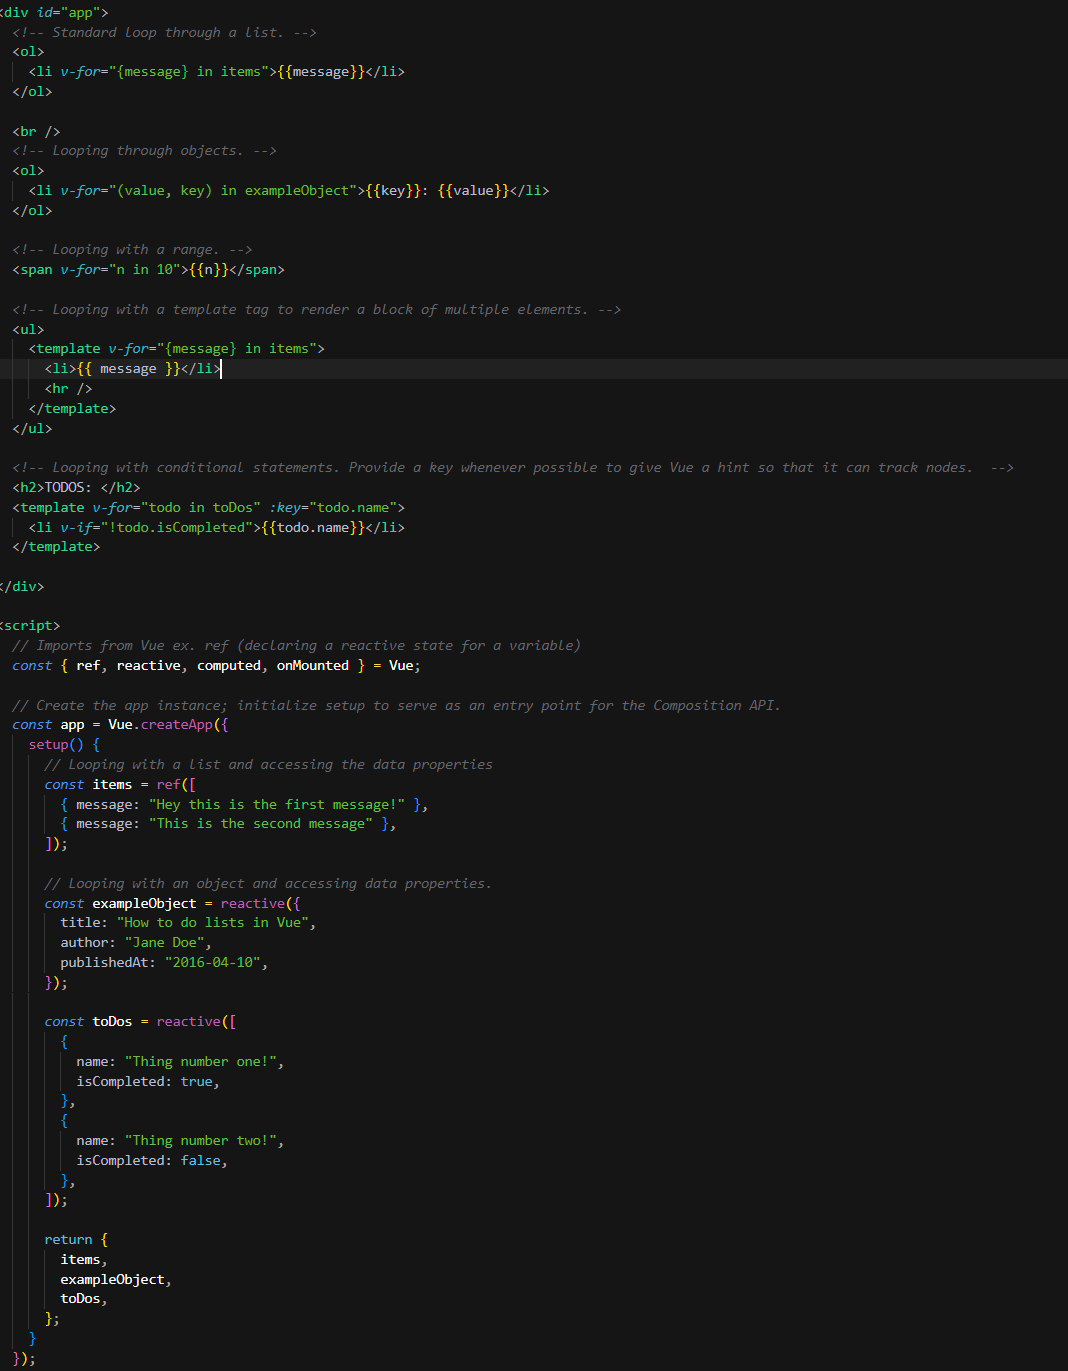 <div id="app">
<!-- Standard loop through a list. -->
<ol>
<li v-for="{message} in items">{{message}}</li>
</ol>
<br />
<!-- Looping through objects. -->
<ol>
<li v-for="(value, key) in exampleObject">{{key}}: {{value}}</li>
</ol>
<!-- Looping with a range. -->
<span v-for="n in 10">{{n}}</span>
<!-- Looping with a template tag to render a block of multiple elements. -->
<ul>
<template v-for="{message} in items">
<li>{{ message }}</li>
<hr />
</template>
</ul>
<!-- Looping with conditional statements. Provide a key whenever possible to give Vue a hint so that it can track nodes.  -->
<h2>TODOS: </h2>
<template v-for="todo in toDos" :key="todo.name">
<li v-if="!todo.isCompleted">{{todo.name}}</li>
</template>
</div>
<script>
// Imports from Vue ex. ref (declaring a reactive state for a variable)
const { ref, reactive, computed, onMounted } = Vue;
// Create the app instance; initialize setup to serve as an entry point for the Composition API.
const app = Vue.createApp({
setup() {
// Looping with a list and accessing the data properties
const items = ref([
{ message: "Hey this is the first message!" },
{ message: "This is the second message" },
]);
// Looping with an object and accessing data properties.
const exampleObject = reactive({
title: "How to do lists in Vue",
author: "Jane Doe",
publishedAt: "2016-04-10",
});
const toDos = reactive([
{
name: "Thing number one!",
isCompleted: true,
},
{
name: "Thing number two!",
isCompleted: false,
},
]);
return {
items,
exampleObject,
toDos,
};
}
});